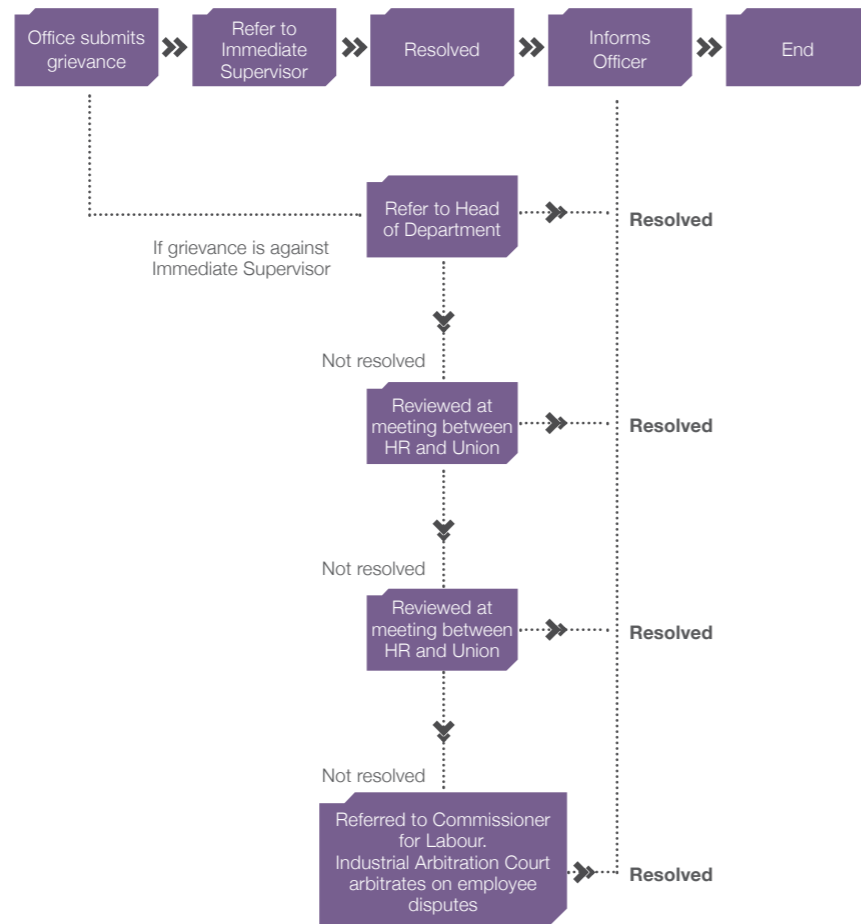 Office submits
grievance
Refer to
Immediate
Supervisor
Resolved
Informs
Officer
End
Refer to Head
of Department
Resolved
If grievance is against
Immediate Supervisor
Not resolved
Reviewed at
meeting between
HR and Union
Resolved
Not resolved
Reviewed at
meeting between
HR and Union
Resolved
Not resolved
Referred to Commissioner
for Labour.
Industrial Arbitration Court
arbitrates on employee
disputes
Resolved